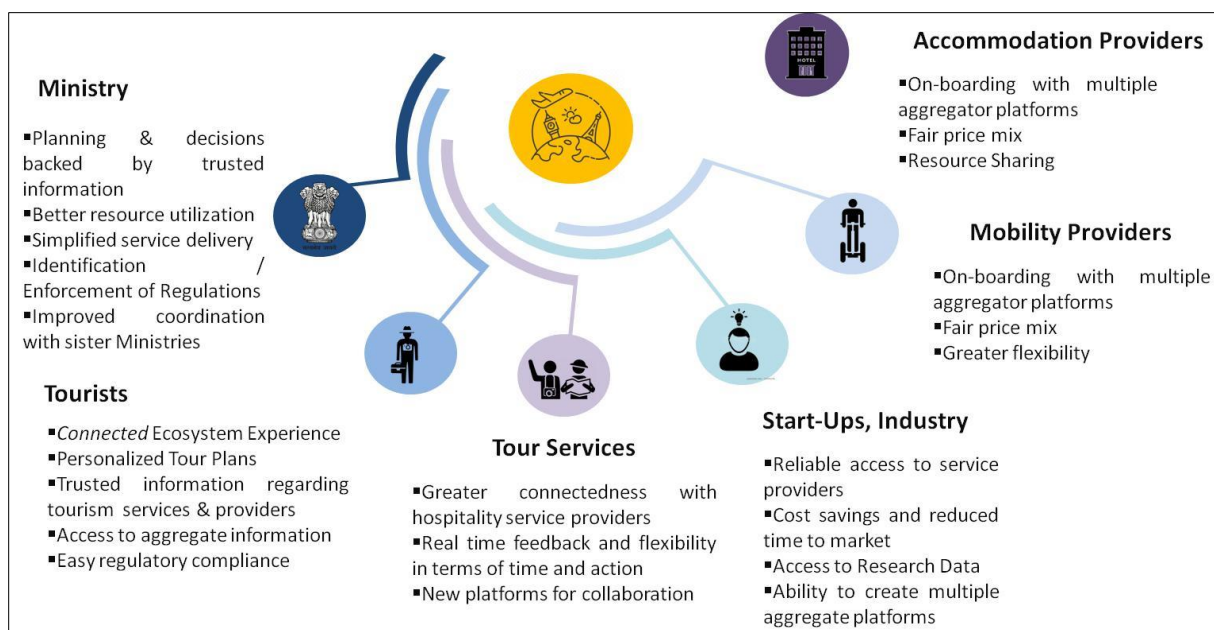 Ministry
▪Planning & decisions
backed by trusted
information
▪Better resource utilization
▪Simplified service delivery
▪Identification /
Enforcement of Regulations
▪Improved coordination
with sister Ministries
Tourists
▪Connected Ecosystem Experience
▪Personalized Tour Plans
▪Trusted information regarding
tourism services & providers
▪Access to aggregate information
▪Easy regulatory compliance
Tour Services
▪Greater connectedness with
hospitality service providers
▪Real time feedback and flexibility
in terms of time and action
▪New platforms for collaboration
Start-Ups, Industry
▪Reliable access to service
providers
▪Cost savings and reduced
time to market
▪Access to Research Data
▪Ability to create multiple
aggregate platforms
Mobility Providers
▪On-boarding with multiple
aggregator platforms
▪Fair price mix
▪Greater flexibility
HOTEL
Accommodation Providers
▪On-boarding with multiple
aggregator platforms
▪Fair price mix
▪Resource Sharing